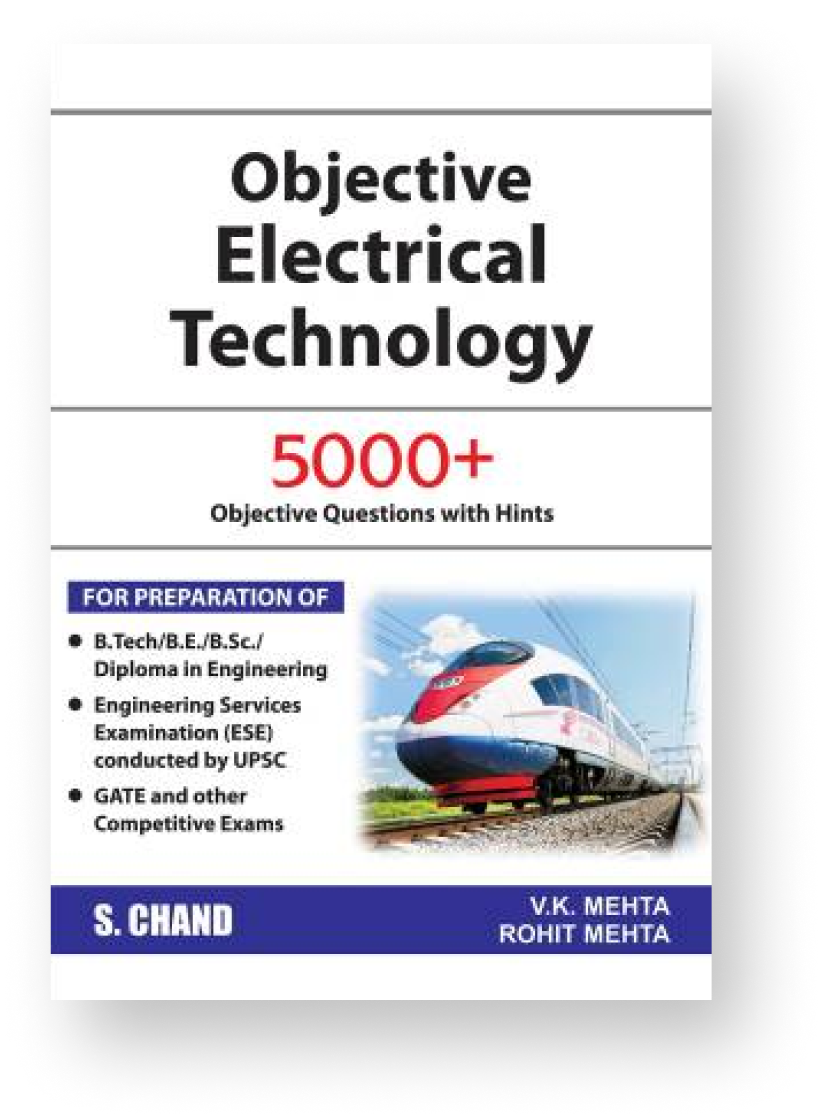 Objective
Electrical
Technology
5000+
Objective Questions with Hints
FOR PREPARATION OF
● B.Tech/B.E./B.Sc./
Diploma in Engineering
● Engineering Services
Examination (ESE)
conducted by UPSC
● GATE and other
Competitive Exams
S. CHAND
V.K. MEHTA
ROHIT MEHTA